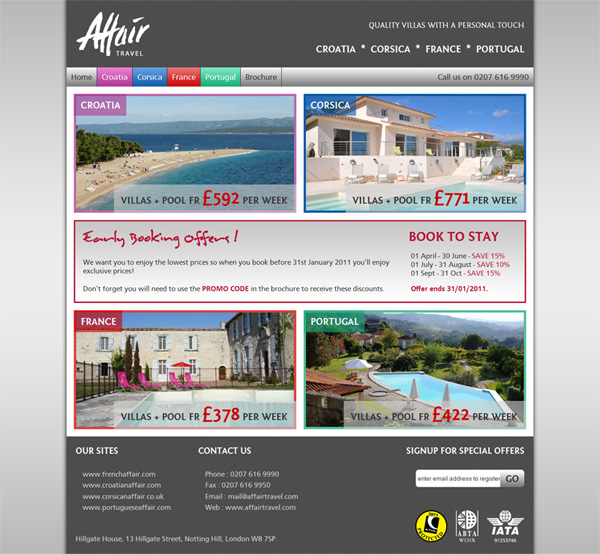 Affair
TRAVEL
QUALITY VILLAS WITH A PERSONAL TOUCH
CROATIA * CORSICA * FRANCE * PORTUGAL
Home Croatia Corsica France Portugal Brochure Call us on 0207 616 9990
CROATIA
VILLAS + POOL FR £592 PER WEEK
CORSICA
VILLAS + POOL FR £771 PER WEEK
Early Booking Offers!
We want you to enjoy the lowest prices so when you book before 31st January 2011 you'll enjoy
exclusive prices!
Don't forget you will need to use the PROMO CODE in the brochure to receive these discounts.
BOOK TO STAY
01 April - 30 June - SAVE 15%
01 July - 31 August - SAVE 10%
01 Sept - 31 Oct - SAVE 15%
Offer ends 31/01/2011.
FRANCE
VILLAS + POOL FR £378 PER WEEK
PORTUGAL
VILLAS + POOL FR £422 PER WEEK
OUR SITES
www.frenchaffair.com
www.croatianaffair.com
www.corsicanaffair.co.uk
www.portugueseaffair.com
CONTACT US
Phone : 0207 616 9990
Fax : 0207 616 9950
Email : mail@affairtravel.com
Web : www.affairtravel.com
SIGNUP FOR SPECIAL OFFERS
enter email address to register GO
Hillgate House, 13 Hillgate Street, Notting Hill, London W8 7SP.
PROTECTED
ABTA
IATA
91253746